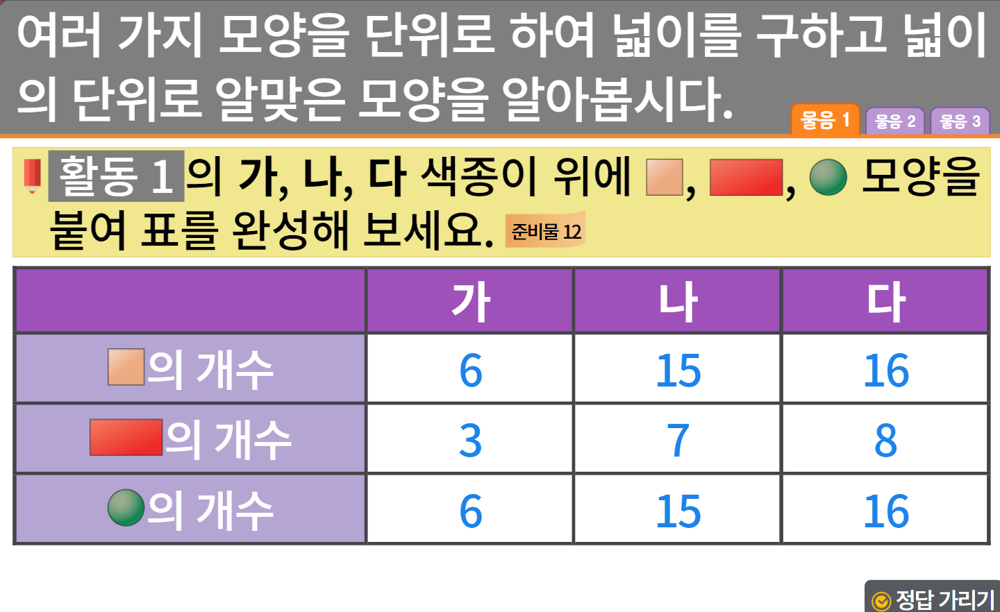 여러 가지 모양을 단위로 하여 넓이를 구하고 넓이
의 단위로 알맞은 모양을 알아봅시다.
물음 1 물음 2 물음 3
활동 1의 가, 나, 다 색종이 위에 , , 모양을
붙여 표를 완성해 보세요. 준비물 12
가 나 다
의 개수 6 15 16
의 개수 3 7 8
의 개수 6 15 16
정답 가리기